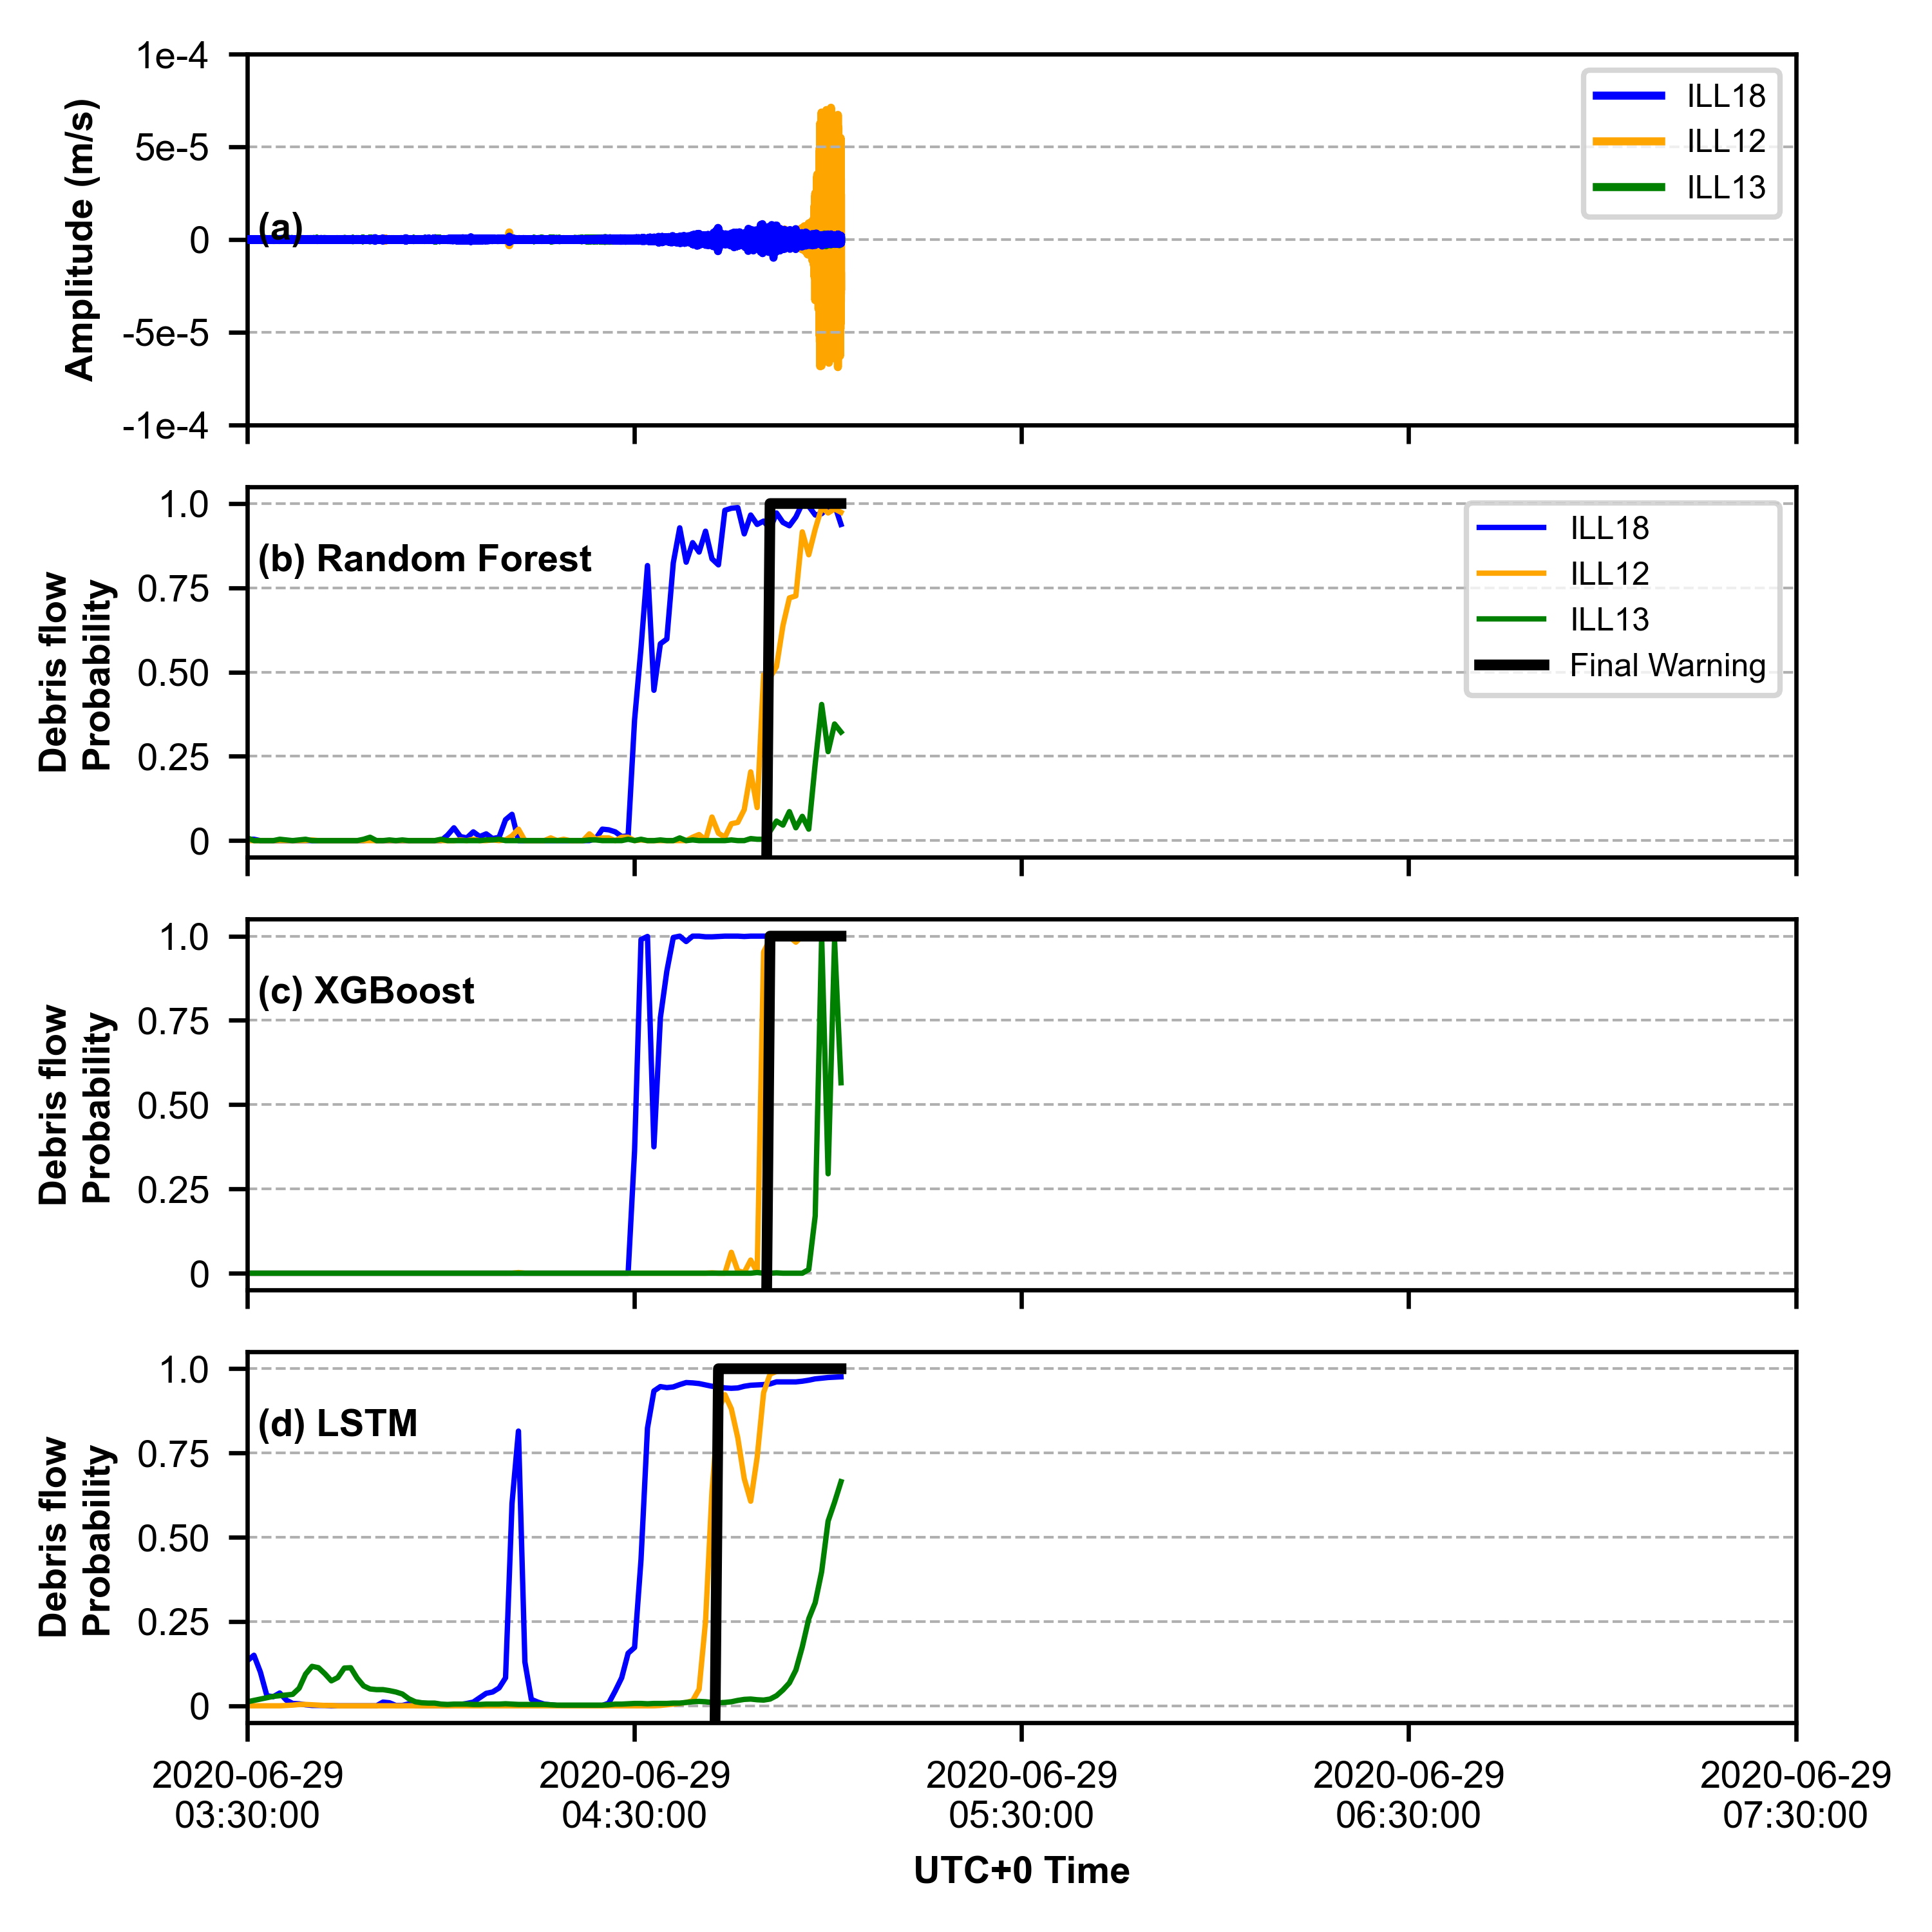 1e-4
5e-5
0
-5e-5
-1e-4
Amplitude (m/s)
(a)
ILL18
ILL12
ILL13
1.0
0.75
0.50
0.25
0
Debris flow
Probability
(b) Random Forest
ILL18
ILL12
ILL13
Final Warning
1.0
0.75
0.50
0.25
0
Debris flow
Probability
(c) XGBoost
1.0
0.75
0.50
0.25
0
Debris flow
Probability
(d) LSTM
2020-06-29
03:30:00
2020-06-29
04:30:00
2020-06-29
05:30:00
2020-06-29
06:30:00
2020-06-29
07:30:00
UTC+0 Time